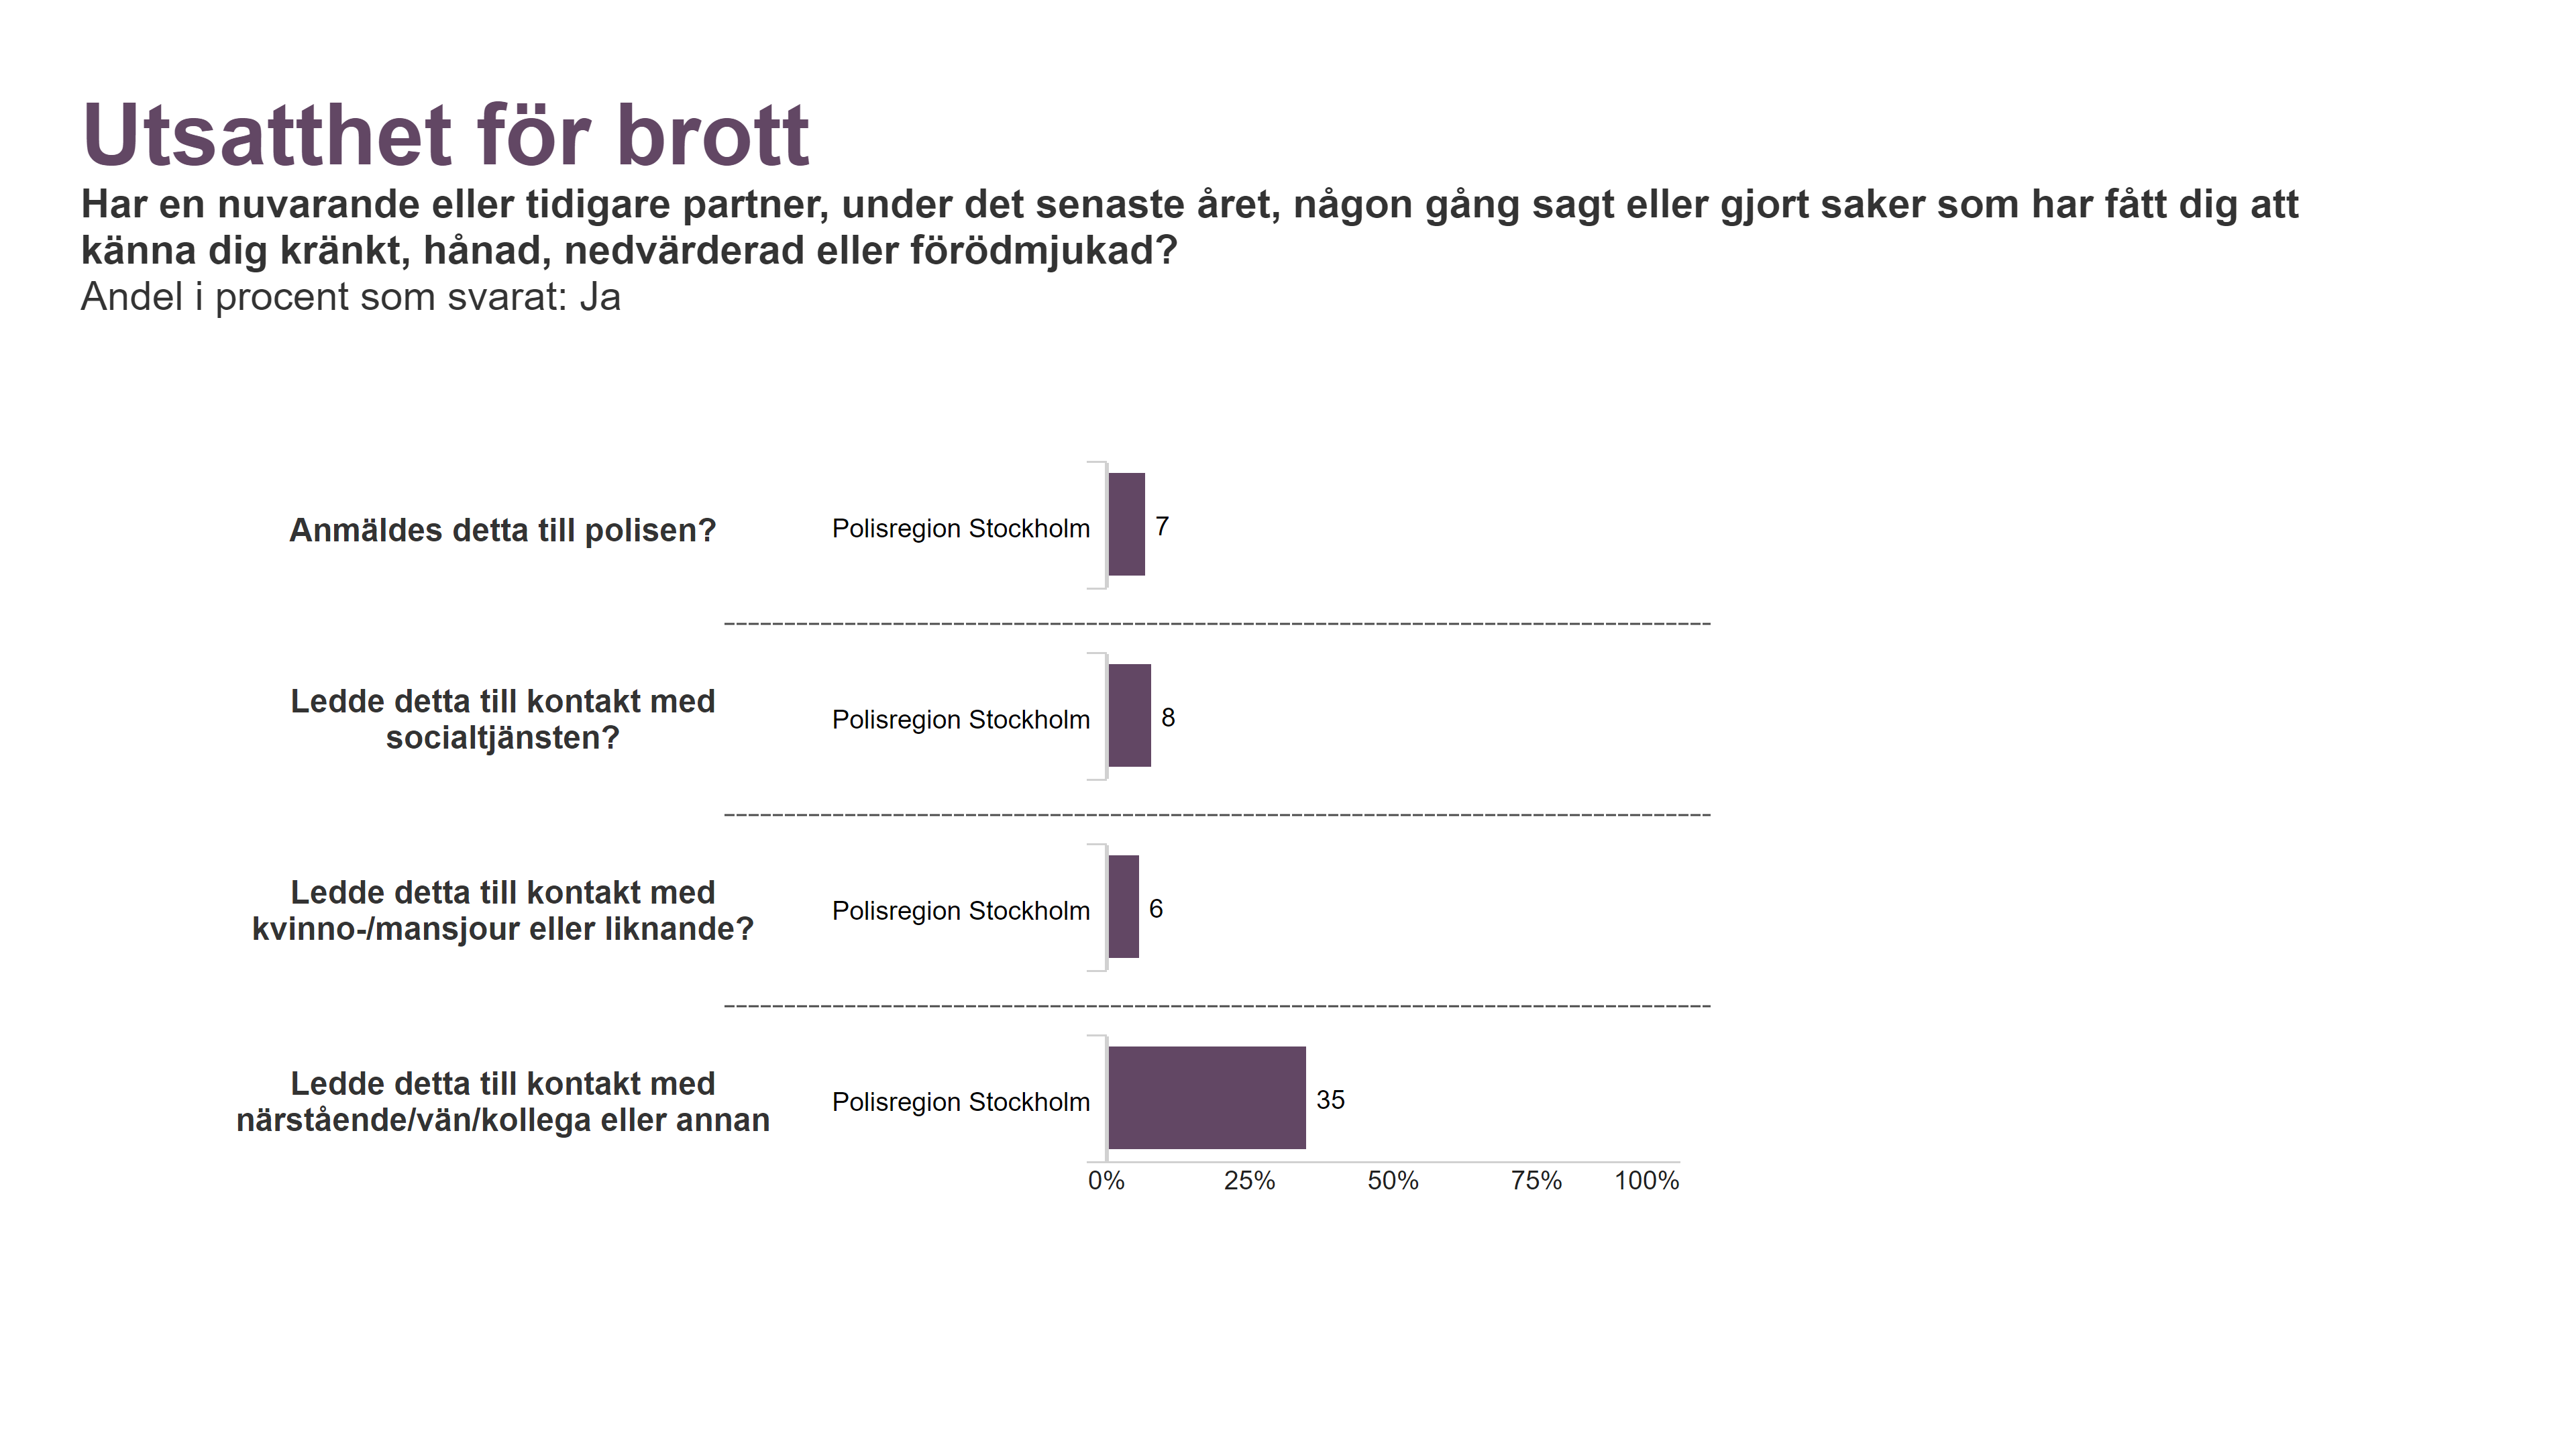 Utsatthet för brott
Har en nuvarande eller tidigare partner, under det senaste året, någon gång sagt eller gjort saker som har fått dig att
känna dig kränkt, hånad, nedvärderad eller förödmjukad?
Andel i procent som svarat: Ja
Anmäldes detta till polisen?
Polisregion Stockholm
7
Ledde detta till kontakt med
socialtjänsten?
Polisregion Stockholm
8
Ledde detta till kontakt med
kvinno-/mansjour eller liknande?
Polisregion Stockholm
6
Ledde detta till kontakt med
närstående/vän/kollega eller annan
Polisregion Stockholm
35
0% 25% 50% 75% 100%